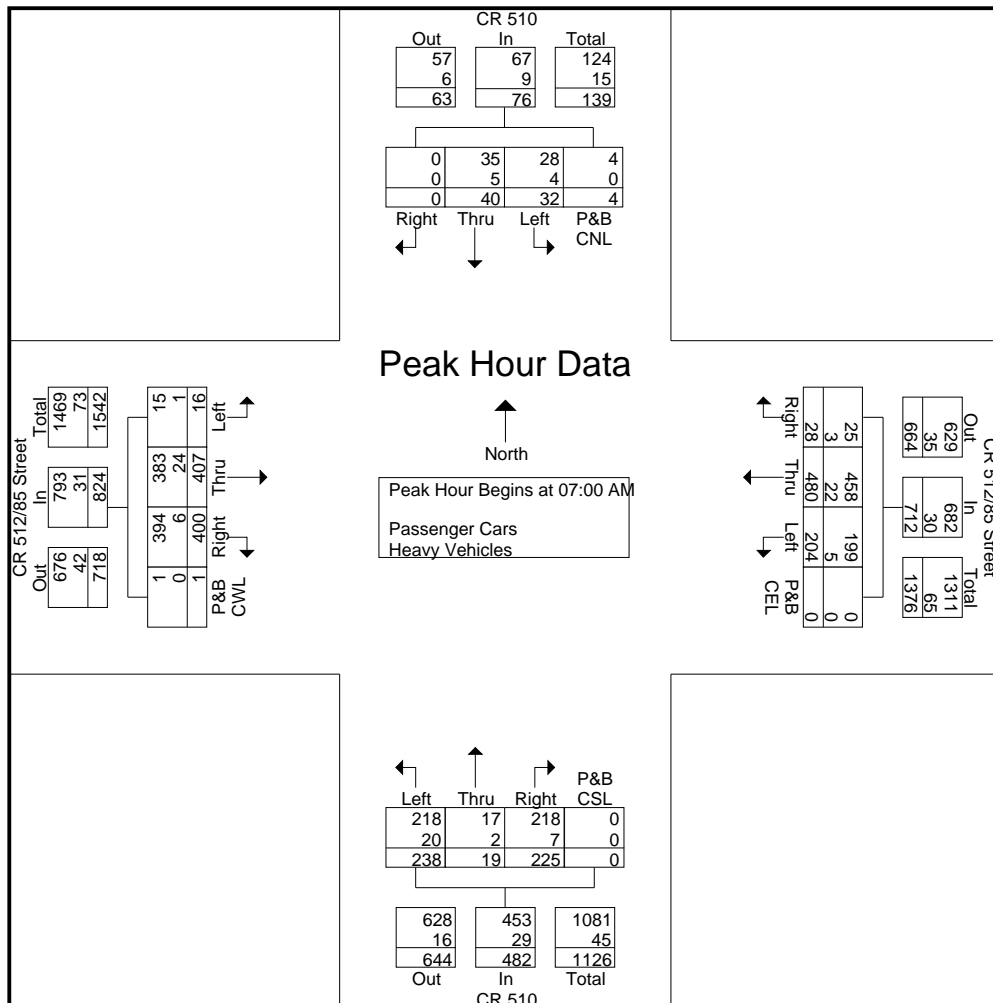 CR 510
Out In Total
57 67 124
6 9 15
63 76 139
0 35 28 4
0 5 4 0
0 40 32 4
Right Thru Left P&B
CNL
Peak Hour Data
North
Peak Hour Begins at 07:00 AM
Passenger Cars
Heavy Vehicles
CR 512/85 Street
Total In Out
1469 793 676
73 31 42
1542 824 718
15 383 394 1
1 24 6 0
16 407 400 1
Left Thru Right P&B
CWL
CR 512/85 Street
Out In Total
629 682 1311
35 30 65
664 712 1376
25 458 199 0
3 22 5 0
28 480 204 0
Right Thru Left P&B
CEL
P&B
Left Thru Right CSL
218 17 218 0
20 2 7 0
238 19 225 0
628 453 1081
16 29 45
644 482 1126
Out In Total
CR 510